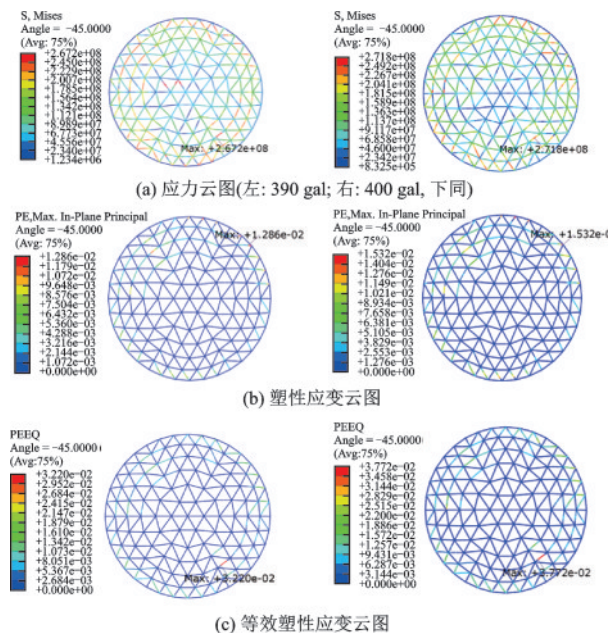 S, Mises
Angle = -45.0000
(Avg: 75%)
+2.672e+08
+2.450e+08
+2.229e+08
+2.007e+08
+1.785e+08
+1.564e+08
+1.342e+08
+1.121e+08
+8.989e+07
+6.773e+07
+4.556e+07
+2.340e+07
+1.234e+06
Max: +2.672e+08
S, Mises
Angle = -45.0000
(Avg: 75%)
+2.718e+08
+2.492e+08
+2.267e+08
+2.041e+08
+1.815e+08
+1.589e+08
+1.363e+08
+1.137e+08
+9.117e+07
+6.858e+07
+4.600e+07
+2.342e+07
+8.325e+05
Max: +2.718e+08
(a) 应力云图(左: 390 gal; 右: 400 gal, 下同)
PE,Max. In-Plane Principal
Angle = -45.0000
(Avg: 75%)
+1.286e-02
+1.179e-02
+1.072e-02
+9.648e-03
+8.576e-03
+7.504e-03
+6.432e-03
+5.360e-03
+4.288e-03
+3.216e-03
+2.144e-03
+1.072e-03
+0.000e+00
Max: +1.286e-02
PE,Max. In-Plane Principal
Angle = -45.0000
(Avg: 75%)
+1.532e-02
+1.404e-02
+1.276e-02
+1.149e-02
+1.021e-02
+8.934e-03
+7.658e-03
+6.381e-03
+5.105e-03
+3.829e-03
+2.553e-03
+1.276e-03
+0.000e+00
Max: +1.532e-02
(b) 塑性应变云图
PEEQ
Angle = -45.0000
(Avg:75%)
+3.220e-02
+2.952e-02
+2.684e-02
+2.415e-02
+2.147e-02
+1.879e-02
+1.610e-02
+1.342e-02
+1.073e-02
+8.051e-03
+5.367e-03
+2.684e-03
+0.000e+00
Max: +3.220e-02
PEEQ
Angle = -45.0000
(Avg:75%)
+3.772e-02
+3.458e-02
+3.144e-02
+2.829e-02
+2.515e-02
+2.200e-02
+1.886e-02
+1.572e-02
+1.257e-02
+9.431e-03
+6.287e-03
+3.144e-03
+0.000e+00
Max: +3.772e-02
(c) 等效塑性应变云图